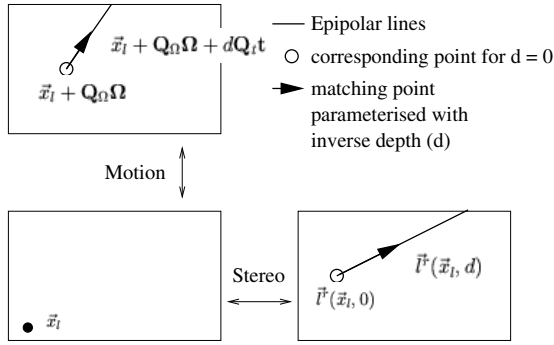 x⃗_l + Q_Ω Ω + dQ_t t
x⃗_l + Q_Ω Ω
Epipolar lines
corresponding point for d = 0
matching point
parameterised with
inverse depth (d)
Motion
Stereo
x⃗_l
l⃗^r(x⃗_l, d)
l⃗^r(x⃗_l, 0)